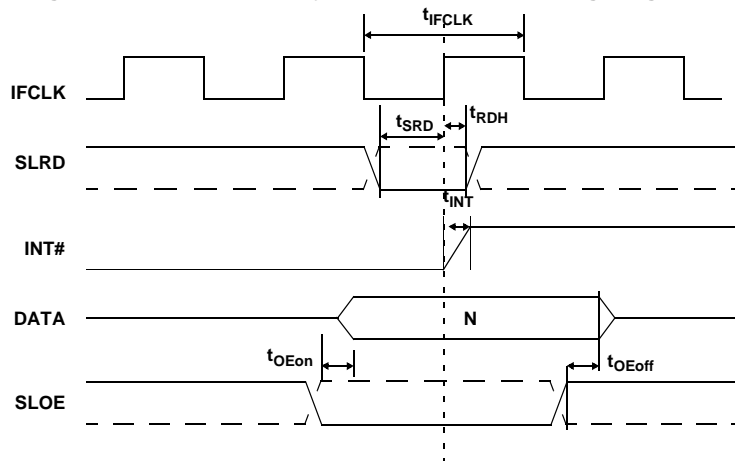 tIFCLK
IFCLK
tSRD
tRDH
SLRD
tINT
INT#
DATA
N
tOEon
tOEoff
SLOE